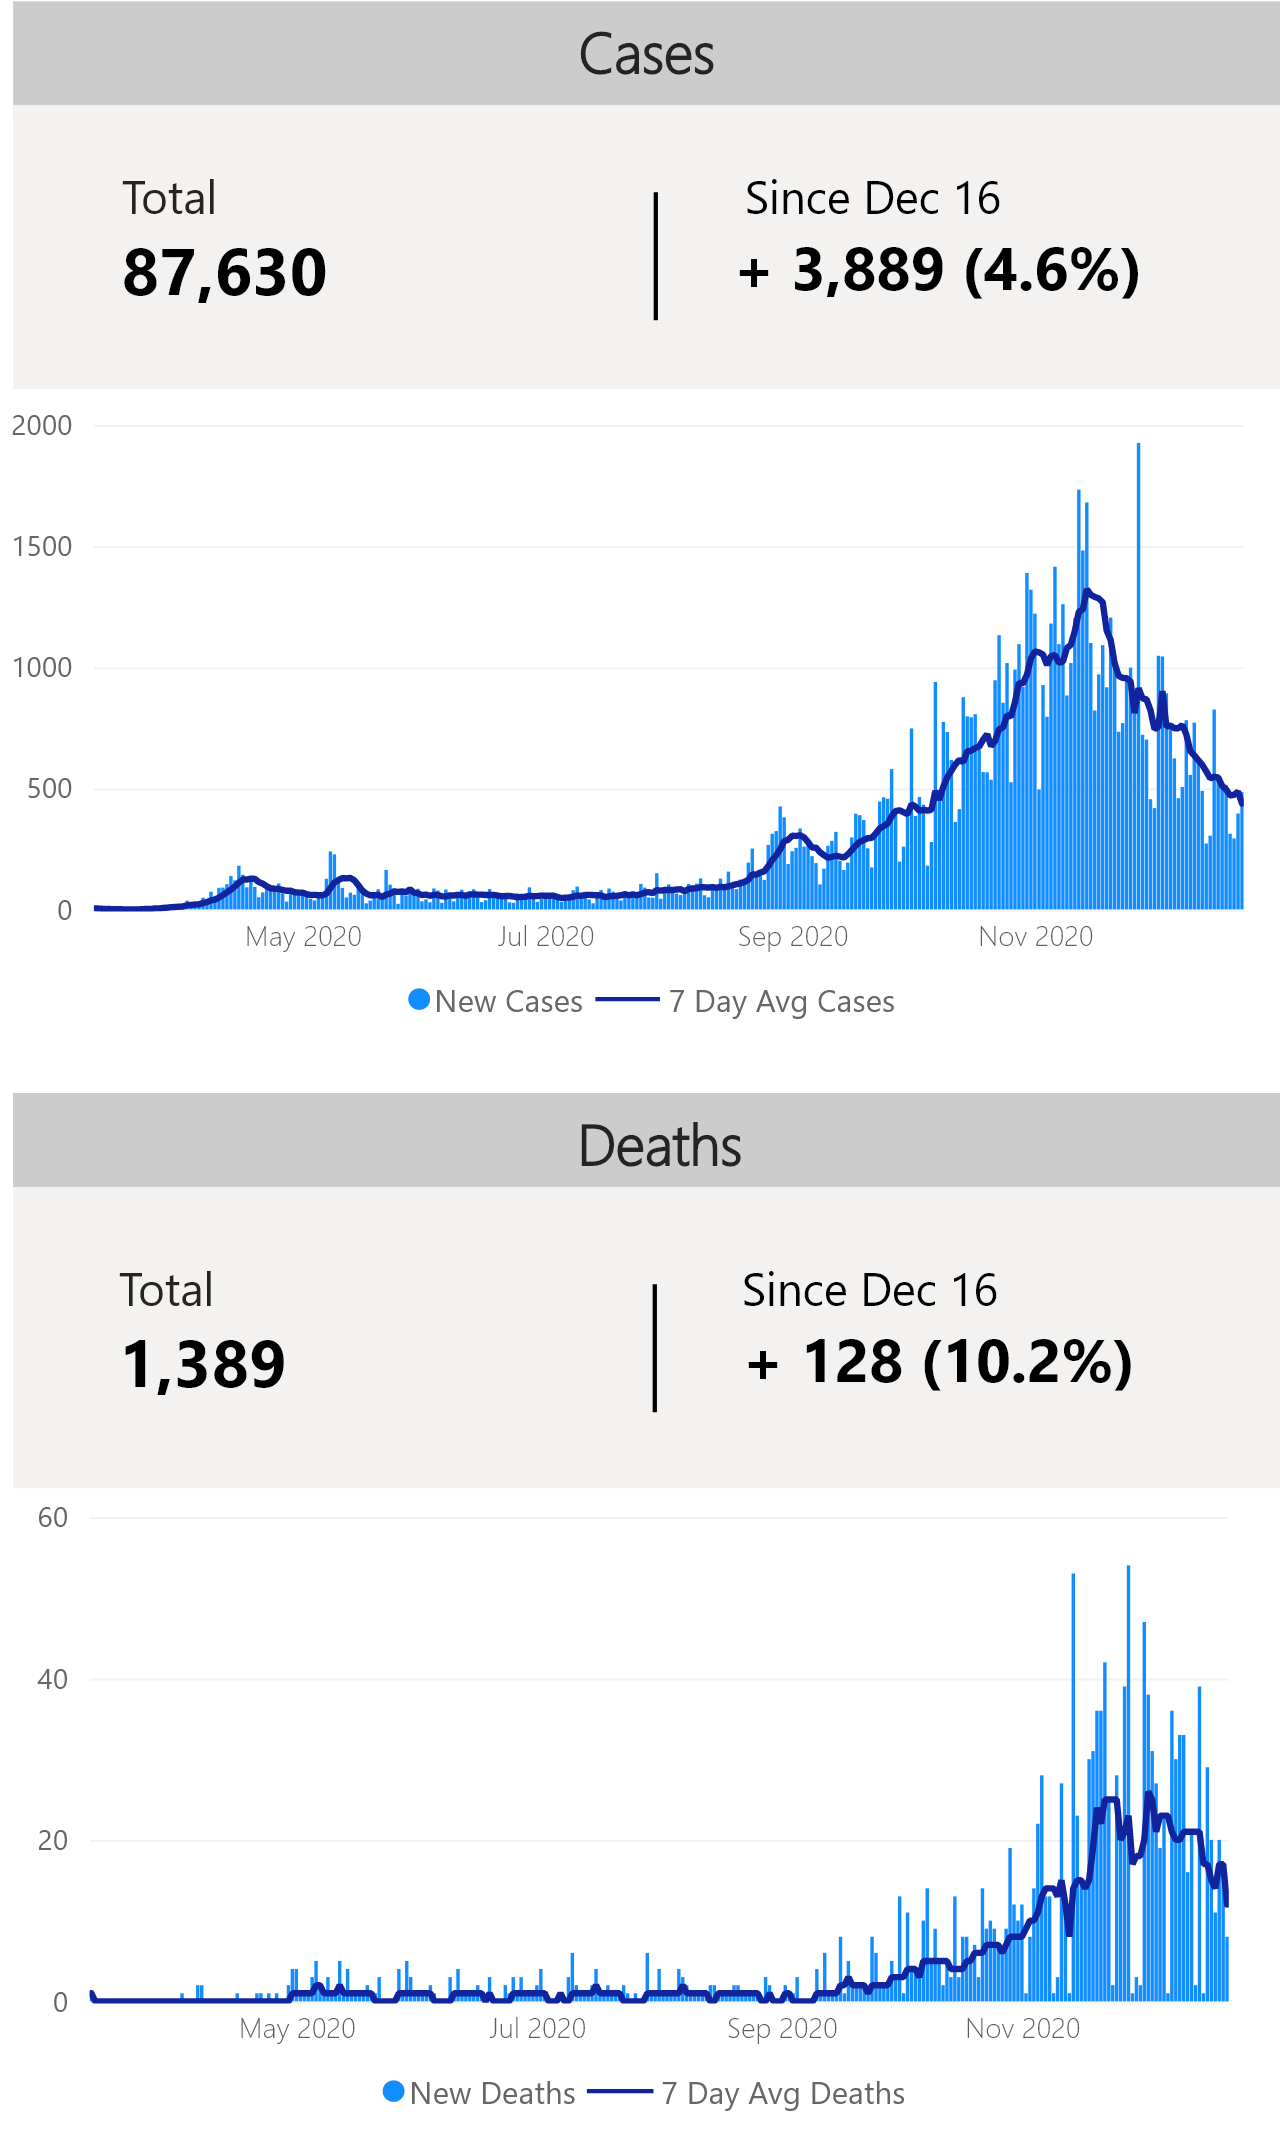 Cases
Total
Since Dec 16
87,630
+ 3,889 (4.6%)
2000
1500
1000
500
0
May 2020
Jul 2020
Sep 2020
Nov 2020
New Cases
7 Day Avg Cases
Deaths
Total
Since Dec 16
1,389
+ 128 (10.2%)
60
40
20
0
May 2020
Jul 2020
Sep 2020
Nov 2020
New Deaths
7 Day Avg Deaths